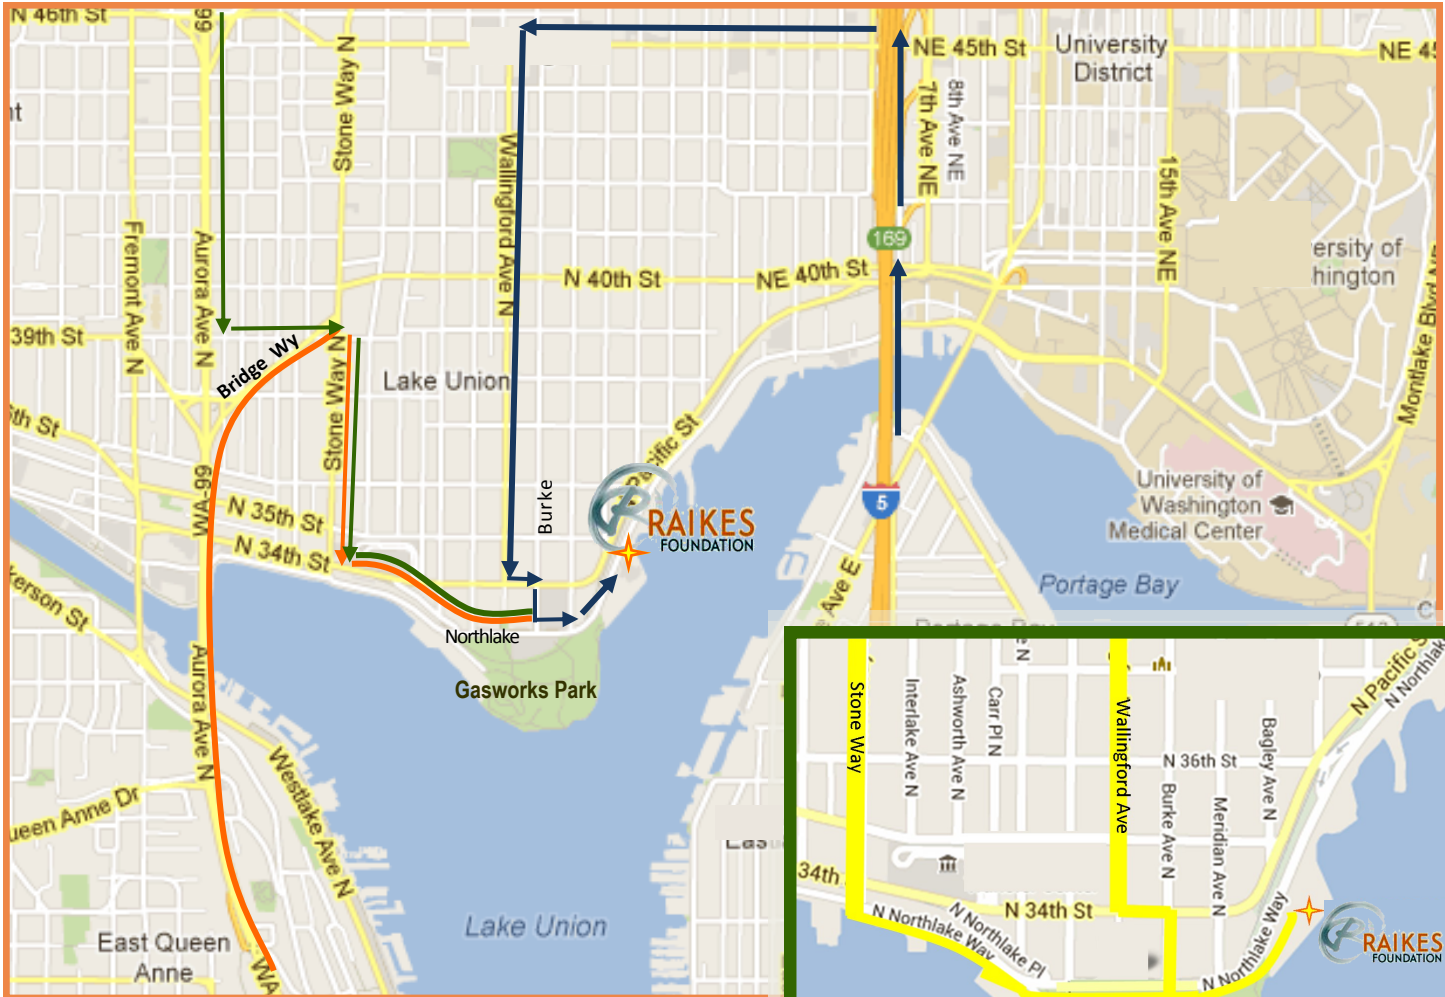 N 46th St
99
Stone Way N
NE 45th St
University
District
NE 45
7th Ave NE
8th Ave NE
15th Ave NE
Wallingford Ave N
Fremont Ave N
Aurora Ave N
169
ersity of
hington
N 40th St
NE 40th St
39th St
Bridge Wy
Stone Way N
Lake Union
Montlake Blvd NE
th St
WA-99
N 35th St
N 34th St
Burke
Pacific St
RAIKES
FOUNDATION
5
University of
Washington
Medical Center
kerson St
Ave E
Portage Bay
Northlake
Gasworks Park
Aurora Ave N
Westlake Ave N
ueen Anne Dr
Lake Union
East Queen
Anne
WA
Stone Way
Interlake Ave N
Ashworth Ave N
Carr Pl N
e N
Wallingford Ave
N 36th St
Burke Ave N
Meridian Ave N
Bagley Ave N
N Pacific S
N Northlak
34th
N 34th St
N Northlake Way
N Northlake Pl
N Northlake Way
RAIKES
FOUNDATION